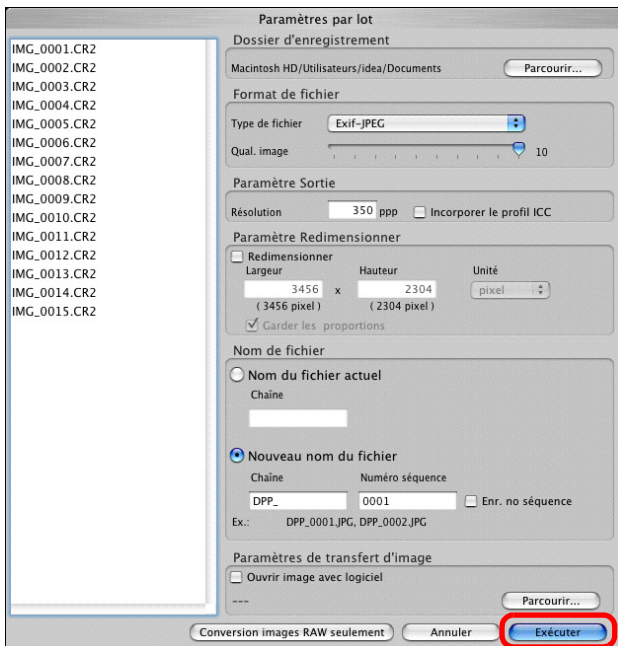 Paramètres par lot
IMG_0001.CR2
IMG_0002.CR2
IMG_0003.CR2
IMG_0004.CR2
IMG_0005.CR2
IMG_0006.CR2
IMG_0007.CR2
IMG_0008.CR2
IMG_0009.CR2
IMG_0010.CR2
IMG_0011.CR2
IMG_0012.CR2
IMG_0013.CR2
IMG_0014.CR2
IMG_0015.CR2
Dossier d'enregistrement
Macintosh HD/Utilisateurs/idea/Documents Parcourir...
Format de fichier
Type de fichier Exif-JPEG
Qual. image 10
Paramètre Sortie
Résolution 350 ppp Incorporer le profil ICC
Paramètre Redimensionner
Redimensionner
Largeur Hauteur Unité
3456 x 2304 pixel
(3456 pixel) (2304 pixel)
Garder les proportions
Nom de fichier
Nom du fichier actuel
Chaîne
Nouveau nom du fichier
Chaîne Numéro séquence
DPP_ 0001 Enr. no séquence
Ex.: DPP_0001.JPG, DPP_0002.JPG
Paramètres de transfert d'image
Ouvrir image avec logiciel
--- Parcourir...
Conversion images RAW seulement Annuler Exécuter